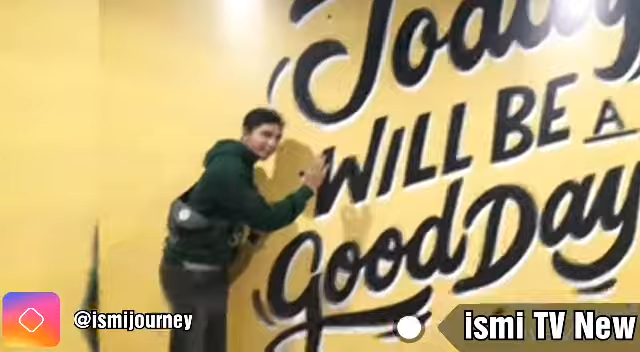 Today
WILL BE A
Good Day
@ismijourney
ismi TV New